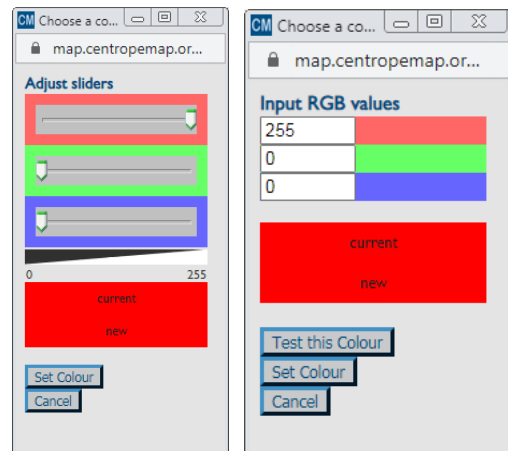 CM Choose a co...
map.centropemap.or...
Adjust sliders
0 255
current
new
Set Colour
Cancel
CM Choose a co...
map.centropemap.or...
Input RGB values
255
0
0
current
new
Test this Colour
Set Colour
Cancel